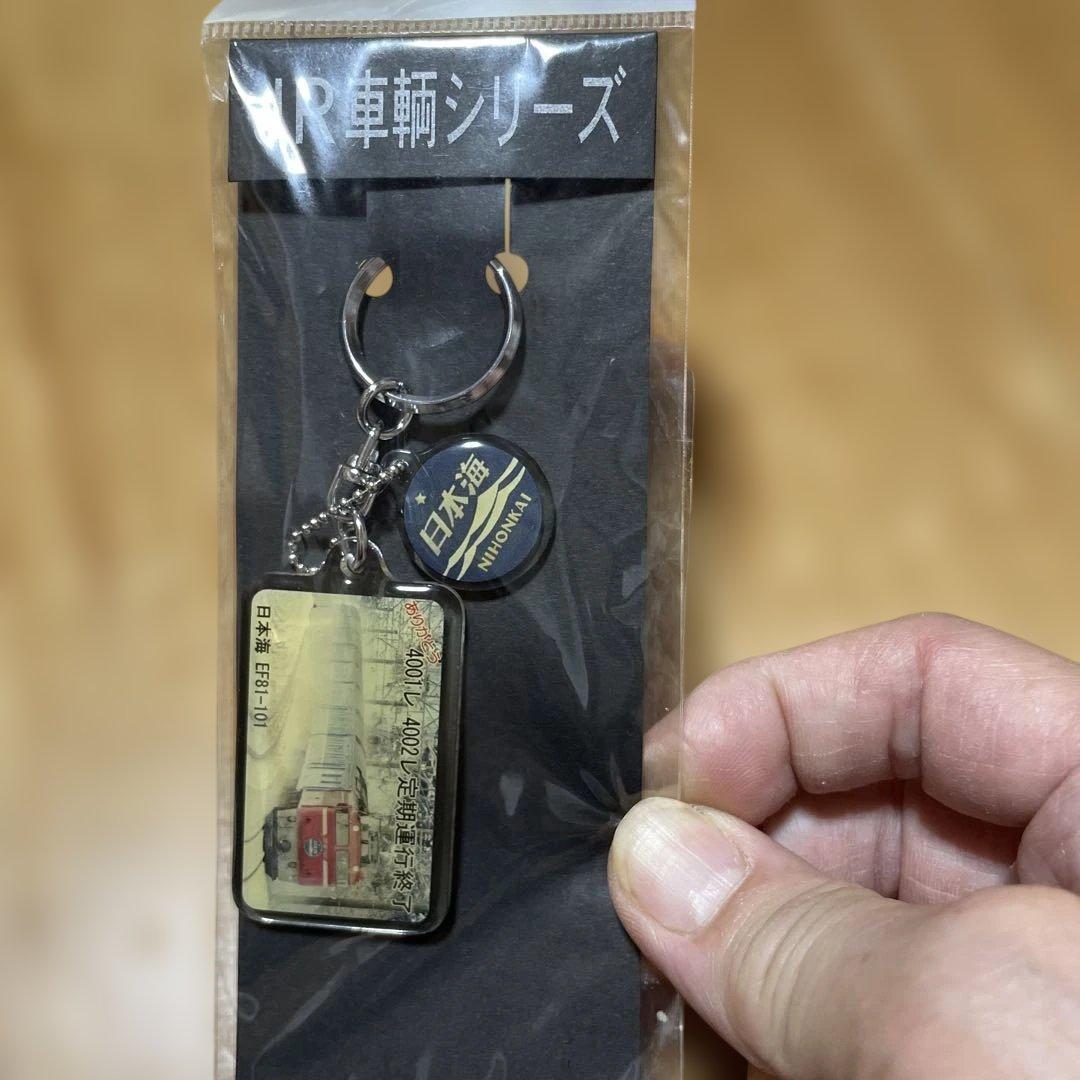 JR車輌シリーズ
日本海
NIHONKAI
ありがとう
4001レ 4002レ定期運行終了
日本海 EF81-101